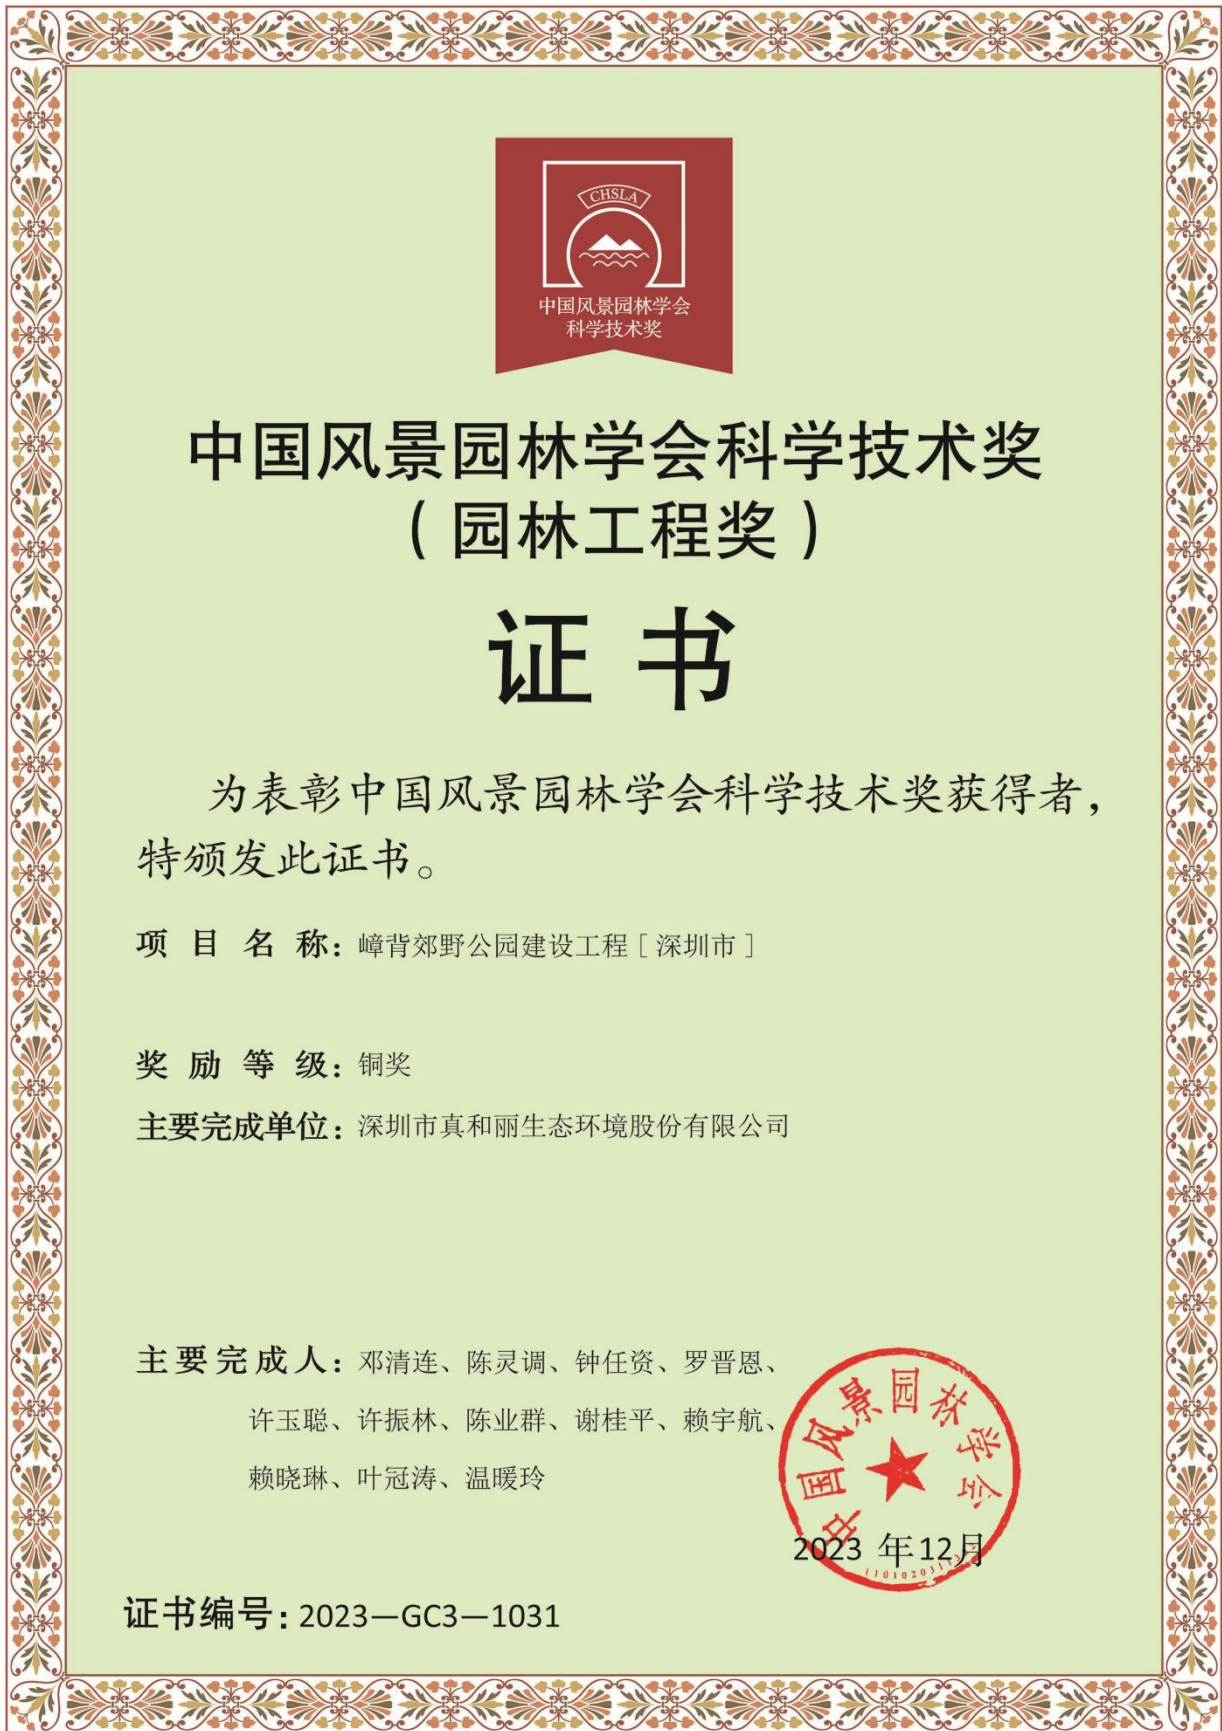 CHSLA
中国风景园林学会
科学技术奖
中国风景园林学会科学技术奖
（园林工程奖）
证书
为表彰中国风景园林学会科学技术奖获得者，
特颁发此证书。
项目名称：嶂背郊野公园建设工程［深圳市］
奖励等级：铜奖
主要完成单位：深圳市真和丽生态环境股份有限公司
主要完成人：邓清连、陈灵调、钟任资、罗晋恩、
许玉聪、许振林、陈业群、谢桂平、赖宇航、
赖晓琳、叶冠涛、温暖玲
中国风景园林学会
2023 年12月
证书编号：2023—GC3—1031